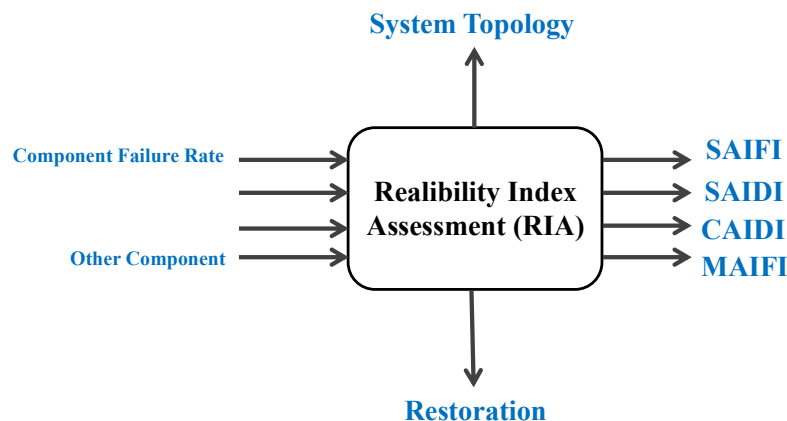 System Topology
Component Failure Rate
Other Component
Realibility Index
Assessment (RIA)
SAIFI
SAIDI
CAIDI
MAIFI
Restoration